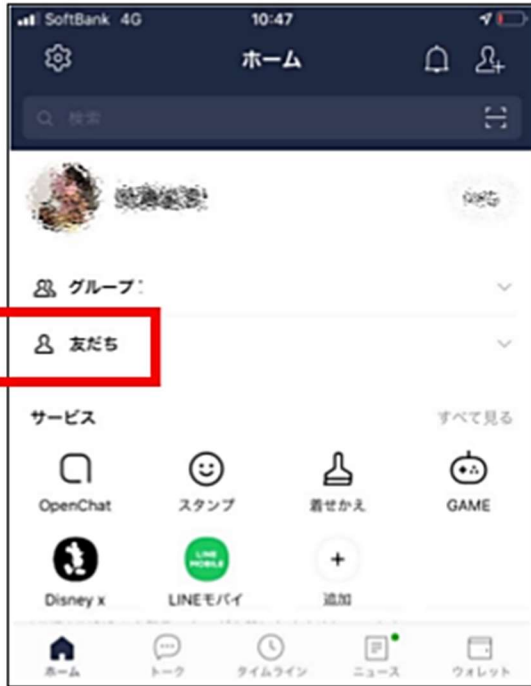 SoftBank 4G 10:47
ホーム
検索
グループ
友だち
サービス すべて見る
OpenChat スタンプ 着せかえ GAME
LINE MOBILE
Disney x LINEモバイ 追加
ホーム トーク タイムライン ニュース ウォレット